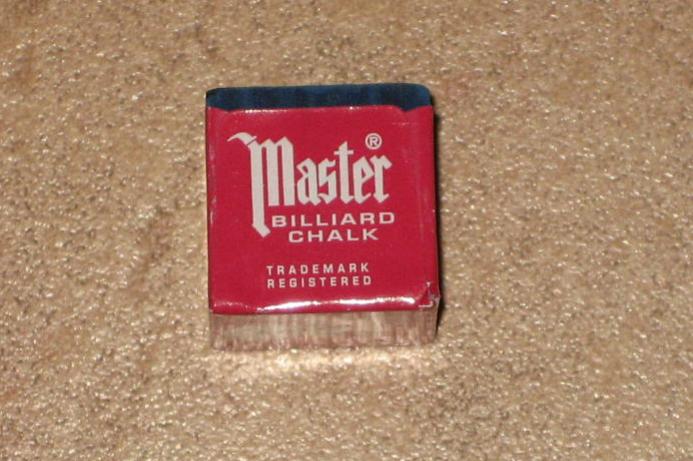 Master®
BILLIARD
CHALK
TRADEMARK
REGISTERED